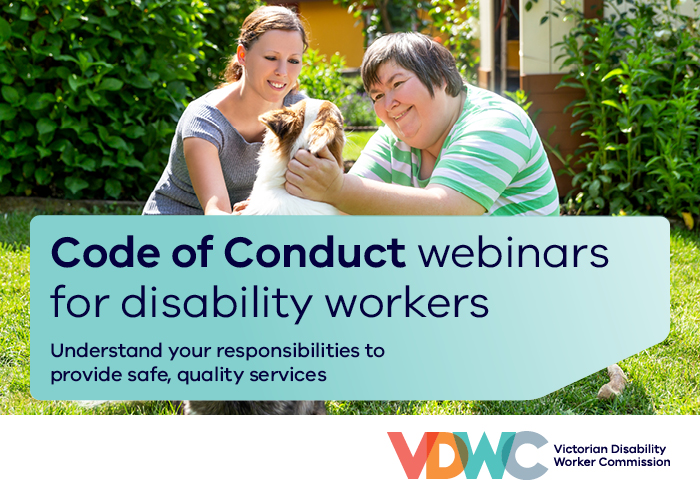 Code of Conduct webinars
for disability workers
Understand your responsibilities to
provide safe, quality services
VDWC
Victorian Disability
Worker Commission